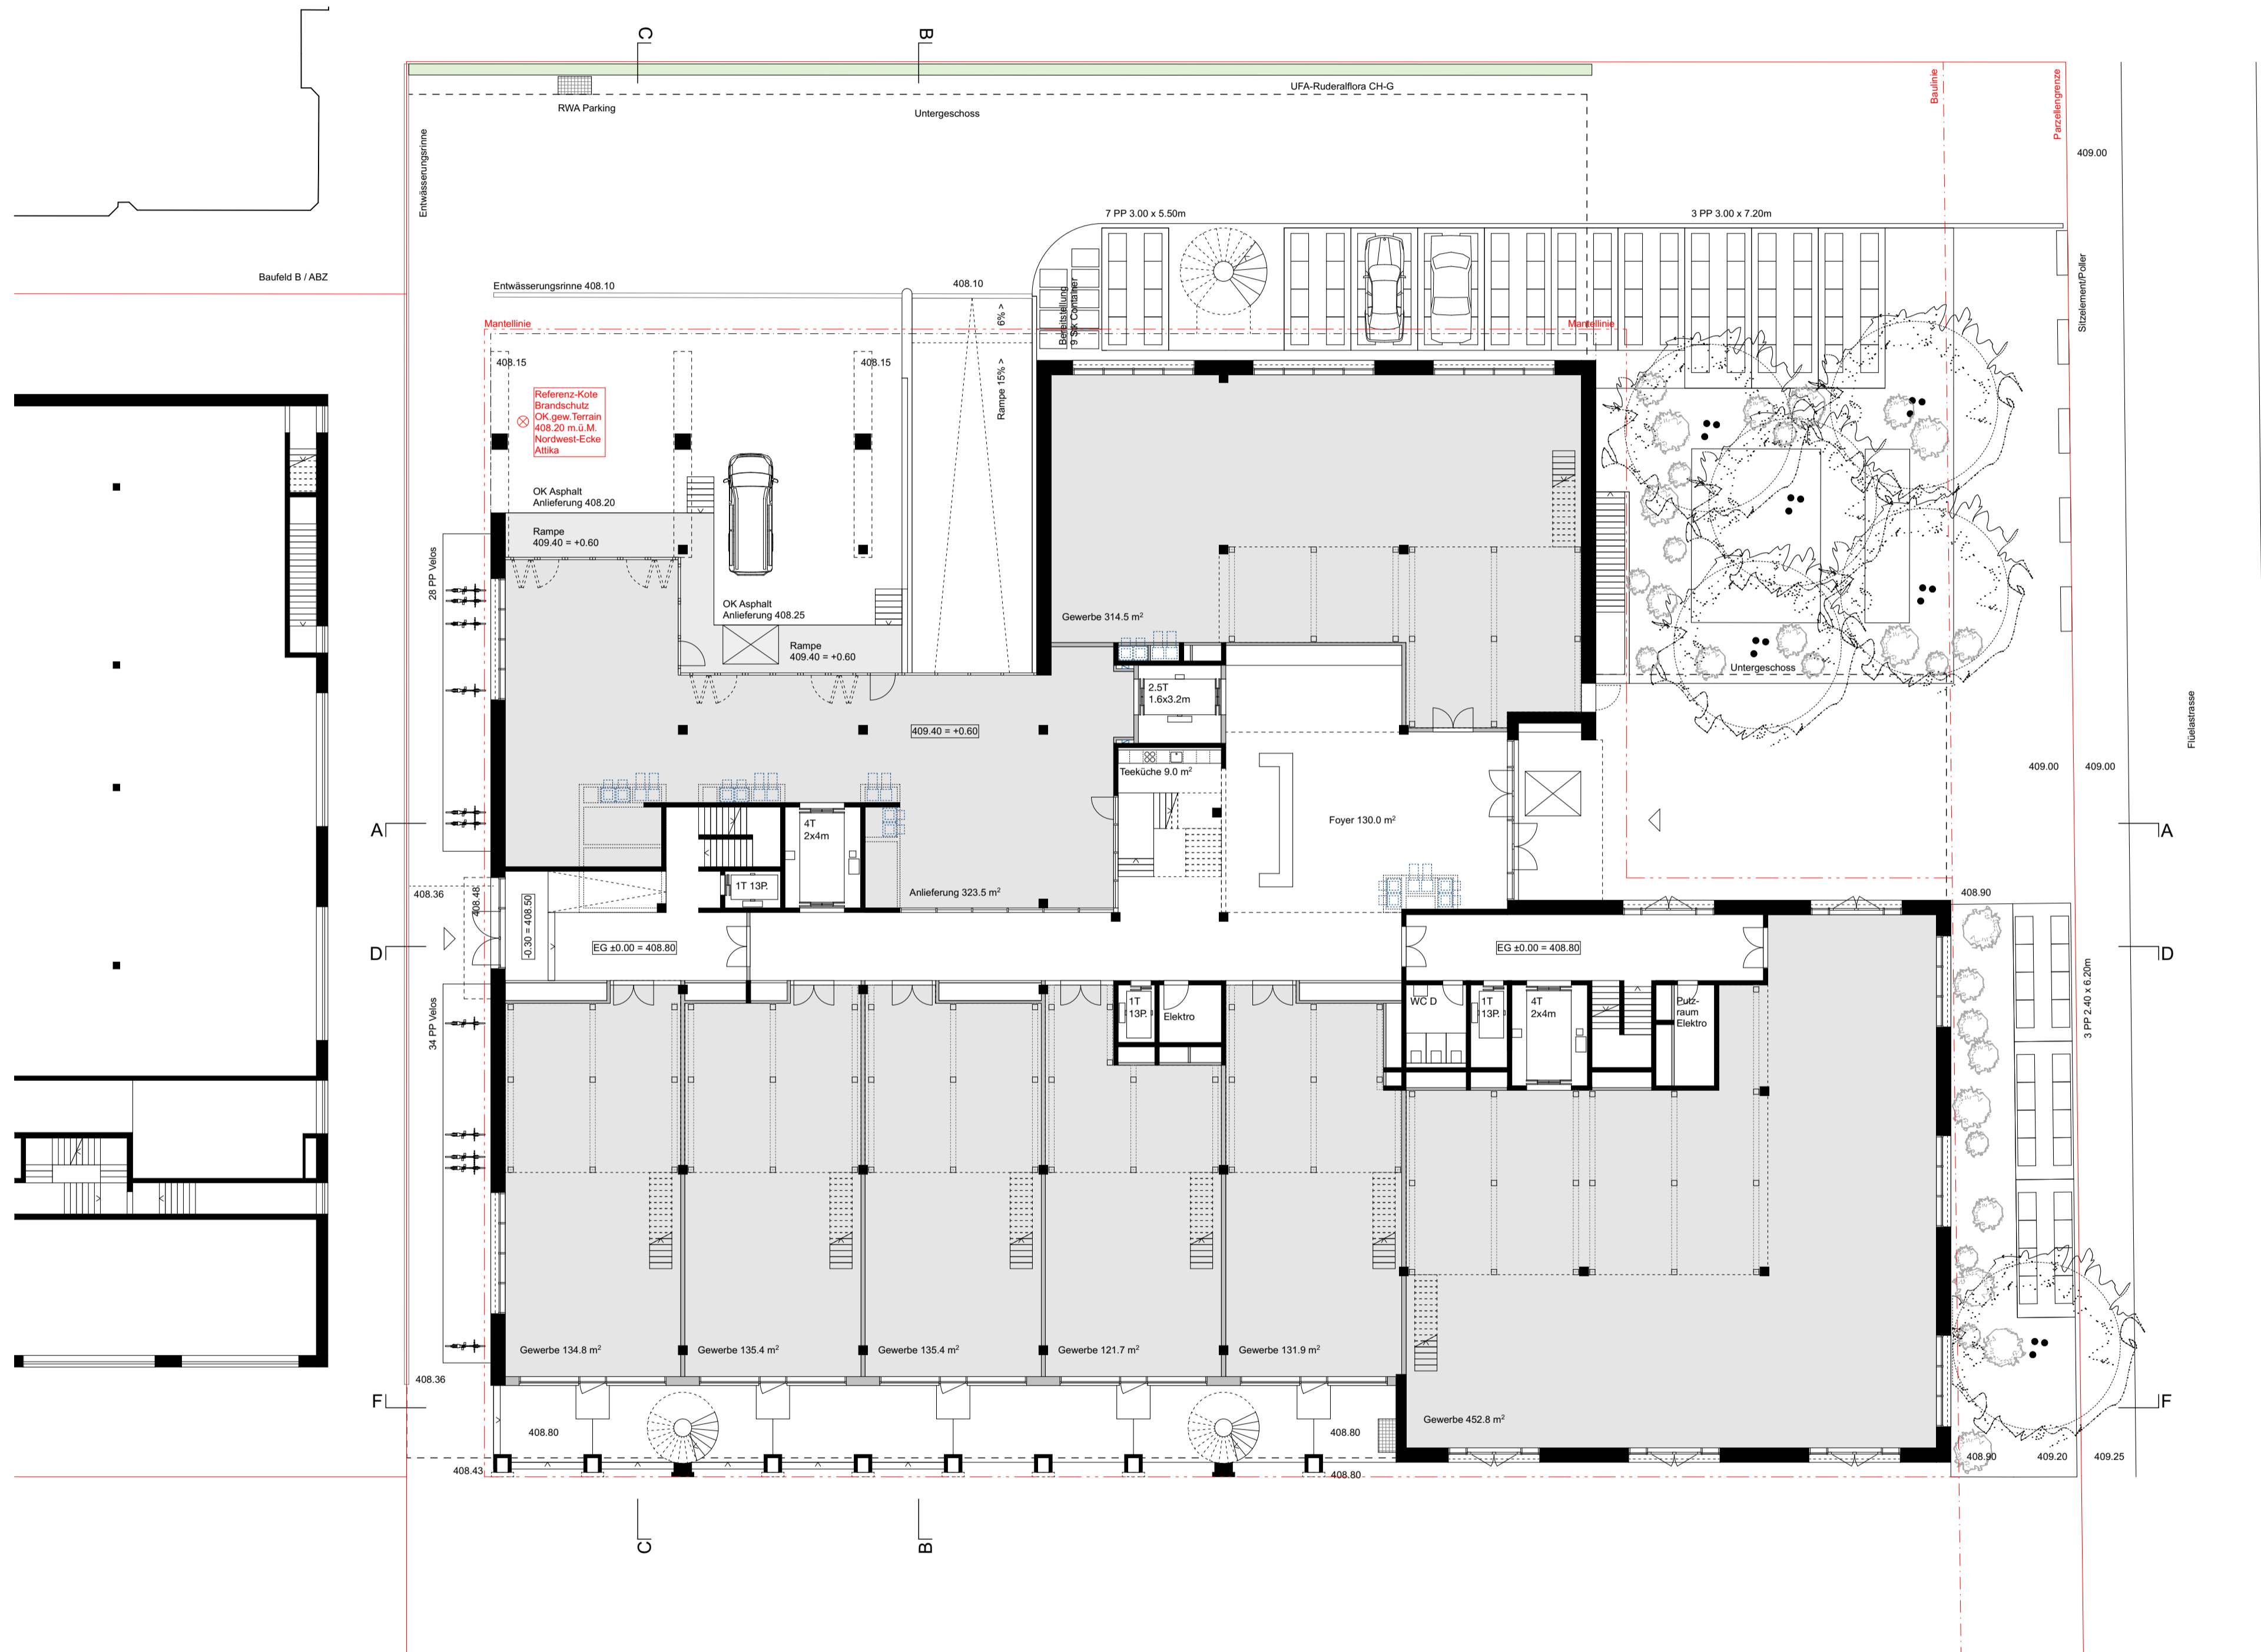 C
B
UFA-Ruderalflora CH-G
RWA Parking
Untergeschoss
Entwässerungsrinne
Baulinie
Parzellengrenze
409.00
7 PP 3.00 x 5.50m
3 PP 3.00 x 7.20m
Baufeld B / ABZ
Entwässerungsrinne 408.10
408.10
6% >
Bereitstellung
9 Stk Container
Sitzelement/Poller
Mantellinie
Mantellinie
408.15
408.15
Rampe 15% >
Referenz-Kote
Brandschutz
OK.gew.Terrain
408.20 m.ü.M.
Nordwest-Ecke
Attika
OK Asphalt
Anlieferung 408.20
Rampe
409.40 = +0.60
28 PP Velos
OK Asphalt
Anlieferung 408.25
Rampe
409.40 = +0.60
Gewerbe 314.5 m²
Untergeschoss
2.5T
1.6x3.2m
409.40 = +0.60
Flüelastrasse
Teeküche 9.0 m²
409.00
409.00
A
4T
2x4m
Foyer 130.0 m²
A
1T 13P.
Anlieferung 323.5 m²
408.36
408.48
-0.30 = 408.50
408.90
D
EG ±0.00 = 408.80
EG ±0.00 = 408.80
D
34 PP Velos
1T
13P.
Elektro
WC D
1T
13P.
4T
2x4m
Putz-
raum
Elektro
3 PP 2.40 x 6.20m
Gewerbe 134.8 m²
Gewerbe 135.4 m²
Gewerbe 135.4 m²
Gewerbe 121.7 m²
Gewerbe 131.9 m²
408.36
F
F
Gewerbe 452.8 m²
408.80
408.80
408.43
408.80
408.90
409.20
409.25
C
B